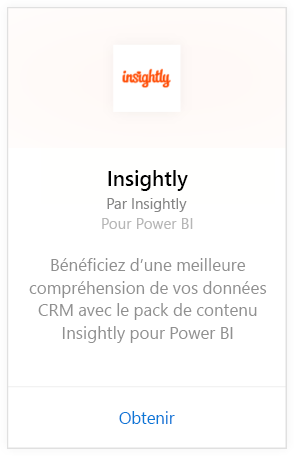 insightly
Insightly
Par Insightly
Pour Power BI
Bénéficiez d’une meilleure
compréhension de vos données
CRM avec le pack de contenu
Insightly pour Power BI
Obtenir